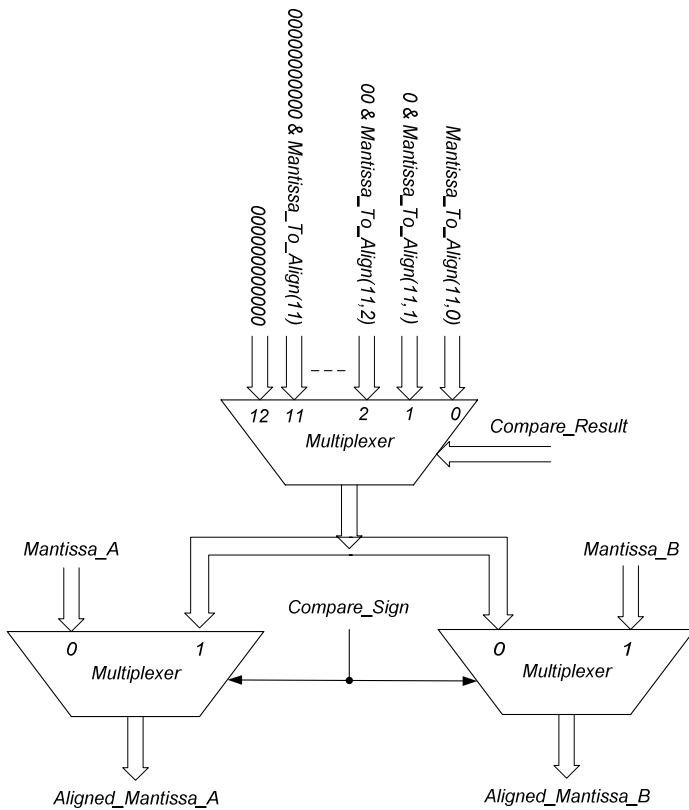 000000000000
00000000000 & Mantissa_To_Align(11)
00 & Mantissa_To_Align(11,2)
0 & Mantissa_To_Align(11,1)
Mantissa_To_Align(11,0)
12 11 2 1 0
Multiplexer
Compare_Result
Mantissa_A
Mantissa_B
Compare_Sign
0 1
Multiplexer
0 1
Multiplexer
Aligned_Mantissa_A
Aligned_Mantissa_B